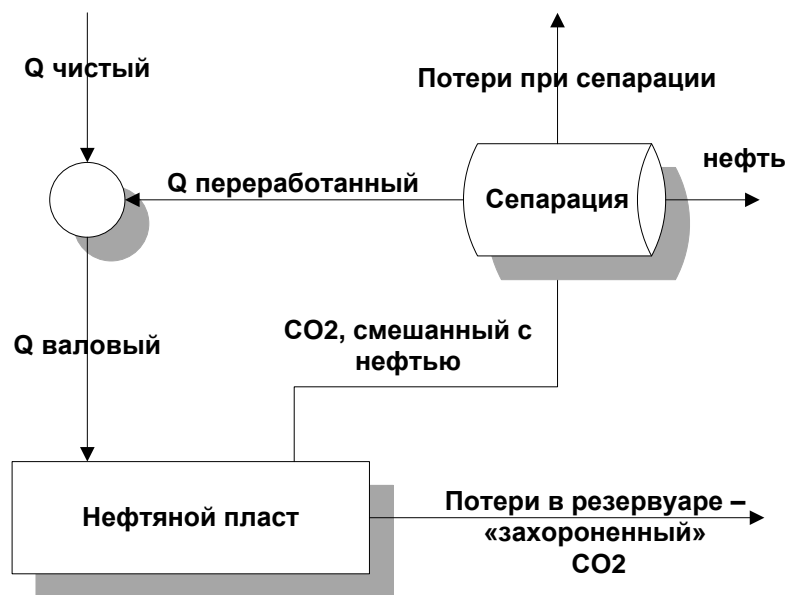 Q чистый
Потери при сепарации
нефть
Q переработанный
Сепарация
Q валовый
CO2, смешанный с
нефтью
Нефтяной пласт
Потери в резервуаре –
«захороненный»
CO2